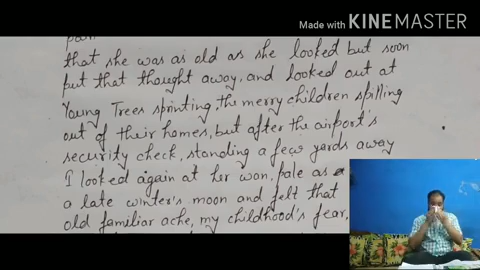 Made with KINEMASTER
pain
that she was as old as she looked but soon
put that thought away, and looked out at
Young Trees sprinting, the merry children spilling
out of their homes, but after the airport's
security check, standing a few yards away
I looked again at her wan, pale as a
a late winter's moon and felt that
old familiar ache, my childhood's fear,